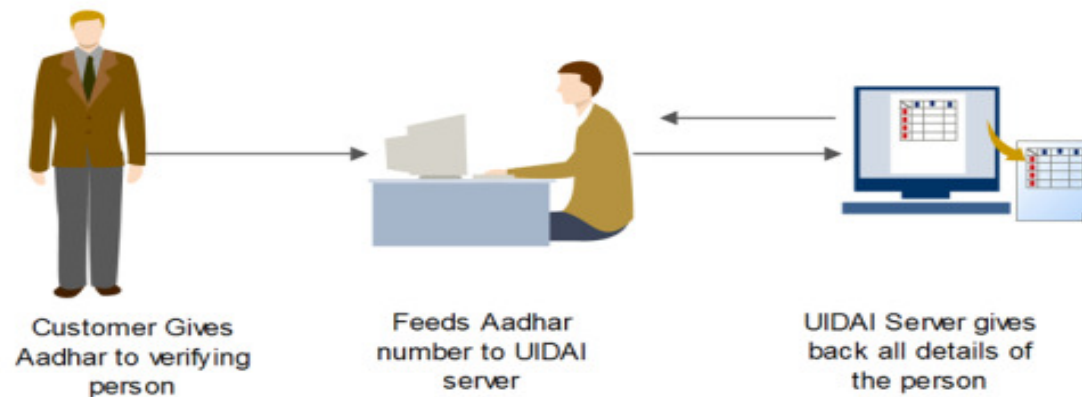 Customer Gives
Aadhar to verifying
person
Feeds Aadhar
number to UIDAI
server
UIDAI Server gives
back all details of
the person